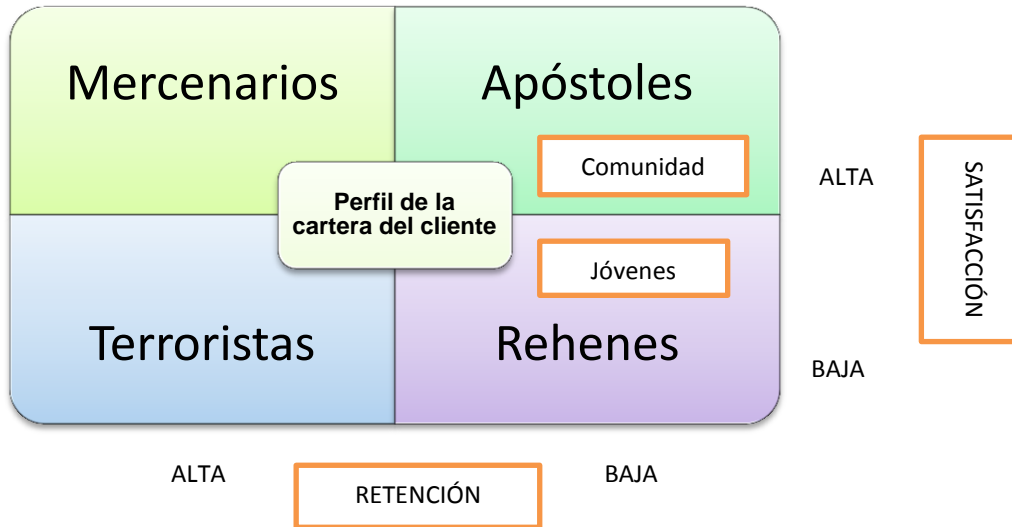 Mercenarios
Apóstoles
Comunidad
ALTA
SATISFACCIÓN
Perfil de la
cartera del cliente
Jóvenes
Terroristas
Rehenes
BAJA
ALTA
RETENCIÓN
BAJA